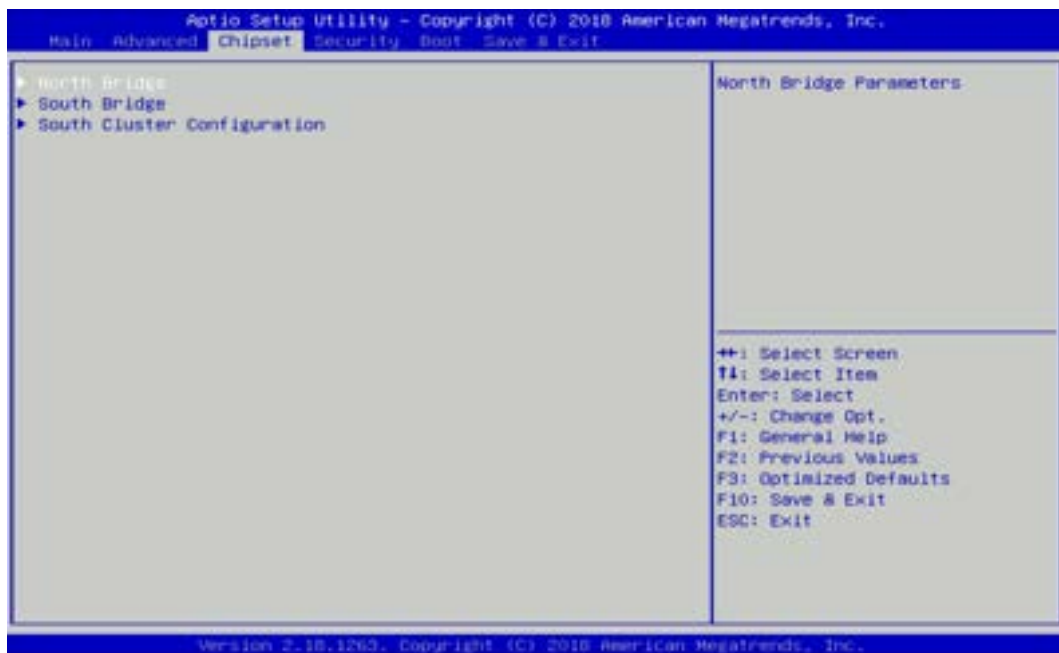 Aptio Setup Utility – Copyright (C) 2018 American Megatrends, Inc.
Main Advanced Chipset Security Boot Save & Exit
► North Bridge
► South Bridge
► South Cluster Configuration
North Bridge Parameters
→←: Select Screen
↑↓: Select Item
Enter: Select
+/-: Change Opt.
F1: General Help
F2: Previous Values
F3: Optimized Defaults
F10: Save & Exit
ESC: Exit
Version 2.18.1263. Copyright (C) 2018 American Megatrends, Inc.